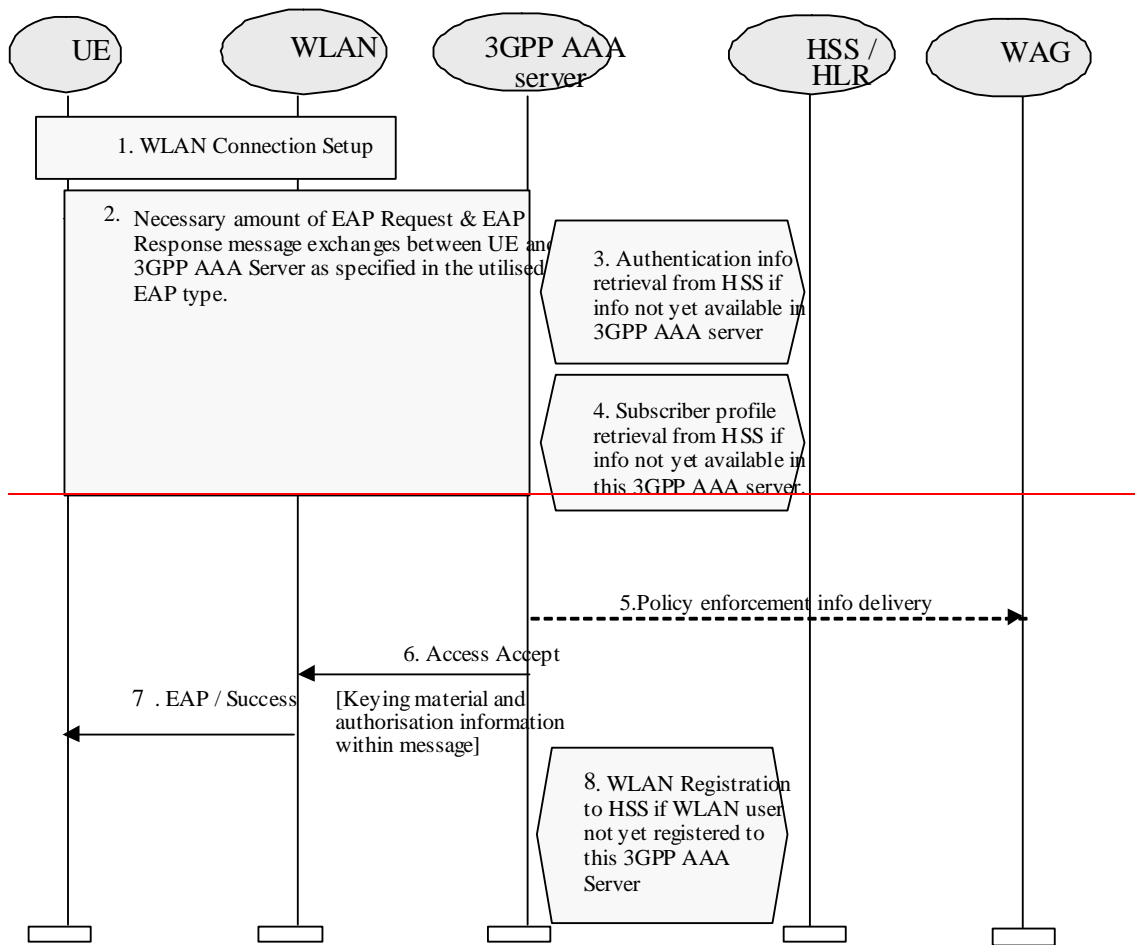 UE
WLAN
3GPP AAA
server
HSS /
HLR
WAG
1. WLAN Connection Setup
2. Necessary amount of EAP Request & EAP
Response message exchanges between UE and
3GPP AAA Server as specified in the utilised
EAP type.
3. Authentication info
retrieval from HSS if
info not yet available in
3GPP AAA server
4. Subscriber profile
retrieval from HSS if
info not yet available in
this 3GPP AAA server.
5.Policy enforcement info delivery
6. Access Accept
7 . EAP / Success
[Keying material and
authorisation information
within message]
8. WLAN Registration
to HSS if WLAN user
not yet registered to
this 3GPP AAA
Server